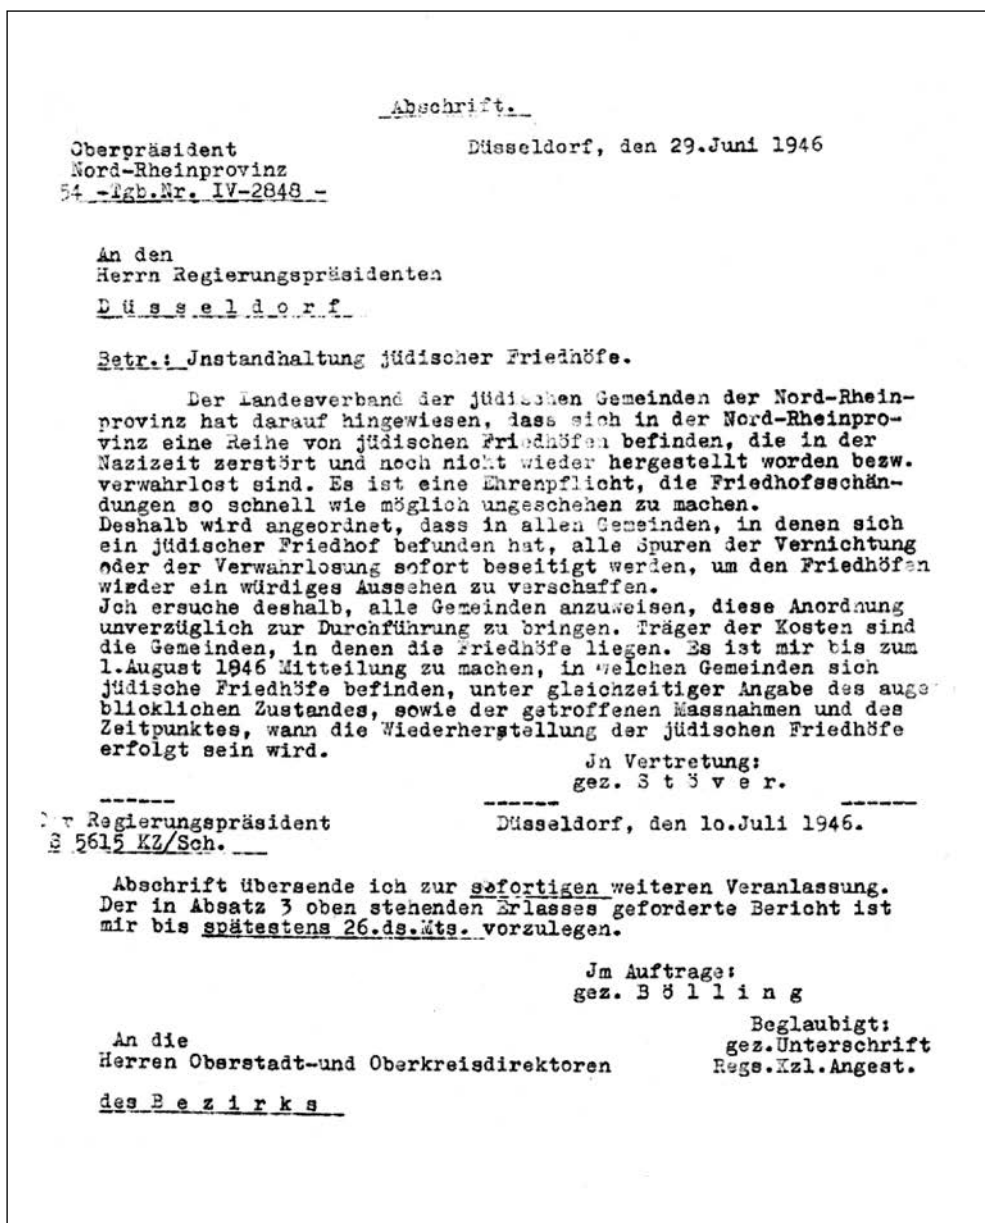 Abschrift.
Oberpräsident
Düsseldorf, den 29.Juni 1946
Nord-Rheinprovinz
54 -Tgb.Nr. IV-2848 -
An den
Herrn Regierungspräsidenten
D ü s s e l d o r f
Betr.: Jnstandhaltung jüdischer Friedhöfe.
Der Landesverband der jüdischen Gemeinden der Nord-Rhein-
provinz hat darauf hingewiesen, dass sich in der Nord-Rheinpro-
vinz eine Reihe von jüdischen Friedhöfen befinden, die in der
Nazizeit zerstört und noch nicht wieder hergestellt worden bezw.
verwahrlost sind. Es ist eine Ehrenpflicht, die Friedhofsschän-
dungen so schnell wie möglich ungeschehen zu machen.
Deshalb wird angeordnet, dass in allen Gemeinden, in denen sich
ein jüdischer Friedhof befunden hat, alle Spuren der Vernichtung
oder der Verwahrlosung sofort beseitigt werden, um den Friedhöfen
wieder ein würdiges Aussehen zu verschaffen.
Jch ersuche deshalb, alle Gemeinden anzuweisen, diese Anordnung
unverzüglich zur Durchführung zu bringen. Träger der Kosten sind
die Gemeinden, in denen die Friedhöfe liegen. Es ist mir bis zum
1.August 1946 Mitteilung zu machen, in welchen Gemeinden sich
jüdische Friedhöfe befinden, unter gleichzeitiger Angabe des auge
blicklichen Zustandes, sowie der getroffenen Massnahmen und des
Zeitpunktes, wann die Wiederherstellung der jüdischen Friedhöfe
erfolgt sein wird.
Jn Vertretung:
gez. S t ö v e r.
------ ------ ------
Der Regierungspräsident
Düsseldorf, den 1o.Juli 1946.
5615 KZ/Sch.
Abschrift übersende ich zur sofortigen weiteren Veranlassung.
Der in Absatz 3 oben stehenden Erlasses geforderte Bericht ist
mir bis spätestens 26.ds.Mts. vorzulegen.
Jm Auftrage:
gez. B ö l l i n g
Beglaubigt:
An die
gez.Unterschrift
Herren Oberstadt-und Oberkreisdirektoren
Regs.Kzl.Angest.
des B e z i r k s